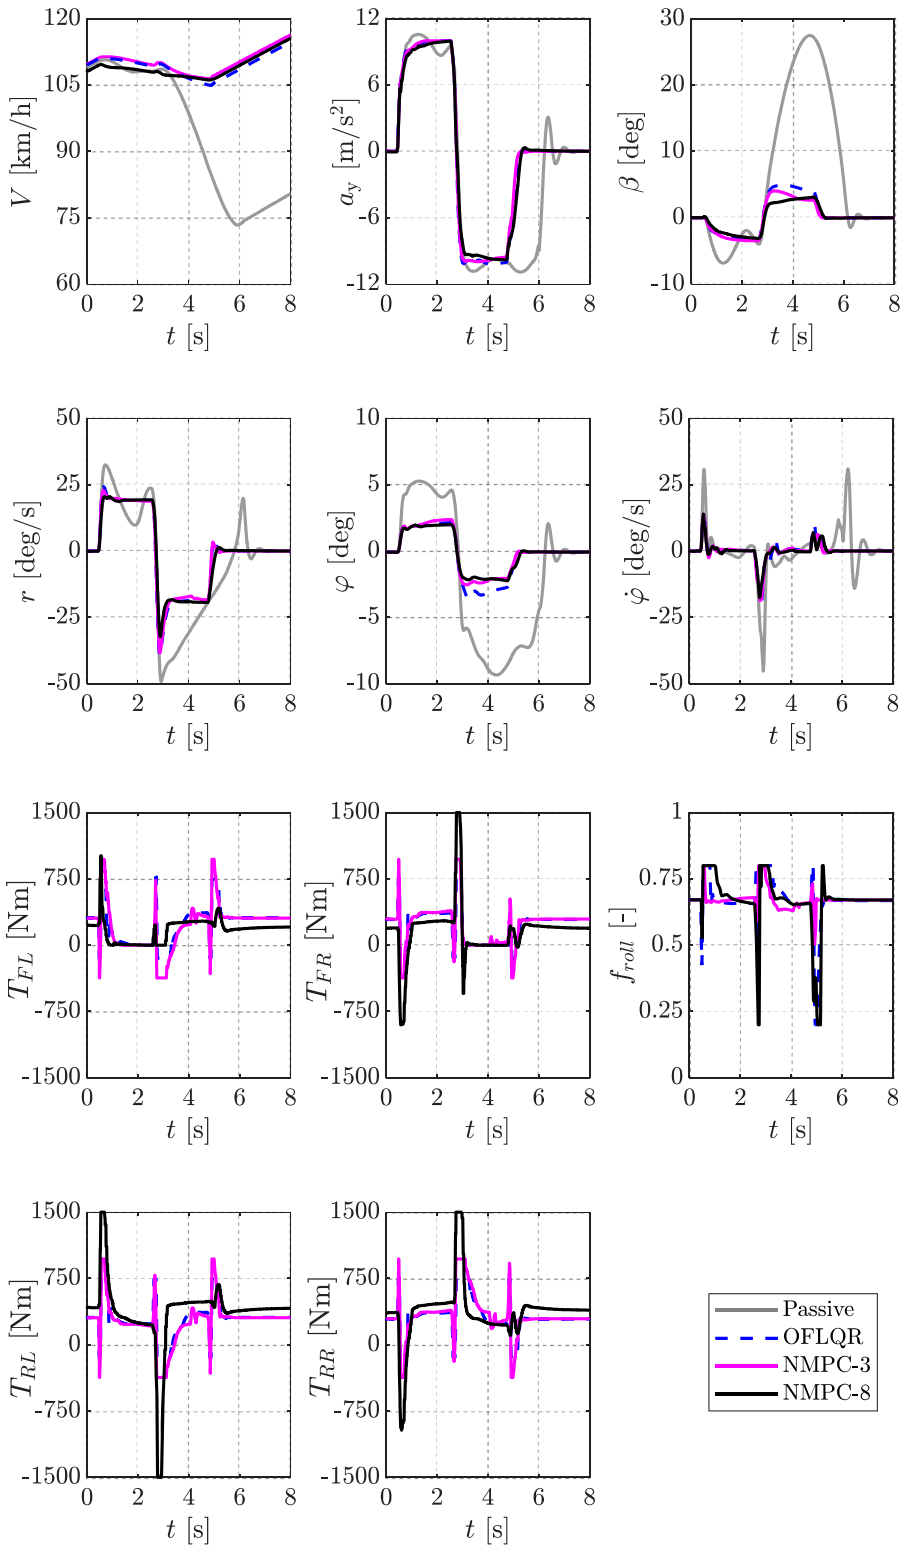 120
105
90
75
60
V [km/h]
0 2 4 6 8
t [s]
12
6
0
-6
-12
a_y [m/s²]
0 2 4 6 8
t [s]
30
20
10
0
-10
β [deg]
0 2 4 6 8
t [s]
50
25
0
-25
-50
r [deg/s]
0 2 4 6 8
t [s]
10
5
0
-5
-10
φ [deg]
0 2 4 6 8
t [s]
50
25
0
-25
-50
φ̇ [deg/s]
0 2 4 6 8
t [s]
1500
750
0
-750
-1500
T_FL [Nm]
0 2 4 6 8
t [s]
1500
750
0
-750
-1500
T_FR [Nm]
0 2 4 6 8
t [s]
1
0.75
0.5
0.25
0
f_roll [-]
0 2 4 6 8
t [s]
1500
750
0
-750
-1500
T_RL [Nm]
0 2 4 6 8
t [s]
1500
750
0
-750
-1500
T_RR [Nm]
0 2 4 6 8
t [s]
Passive
OFLQR
NMPC-3
NMPC-8